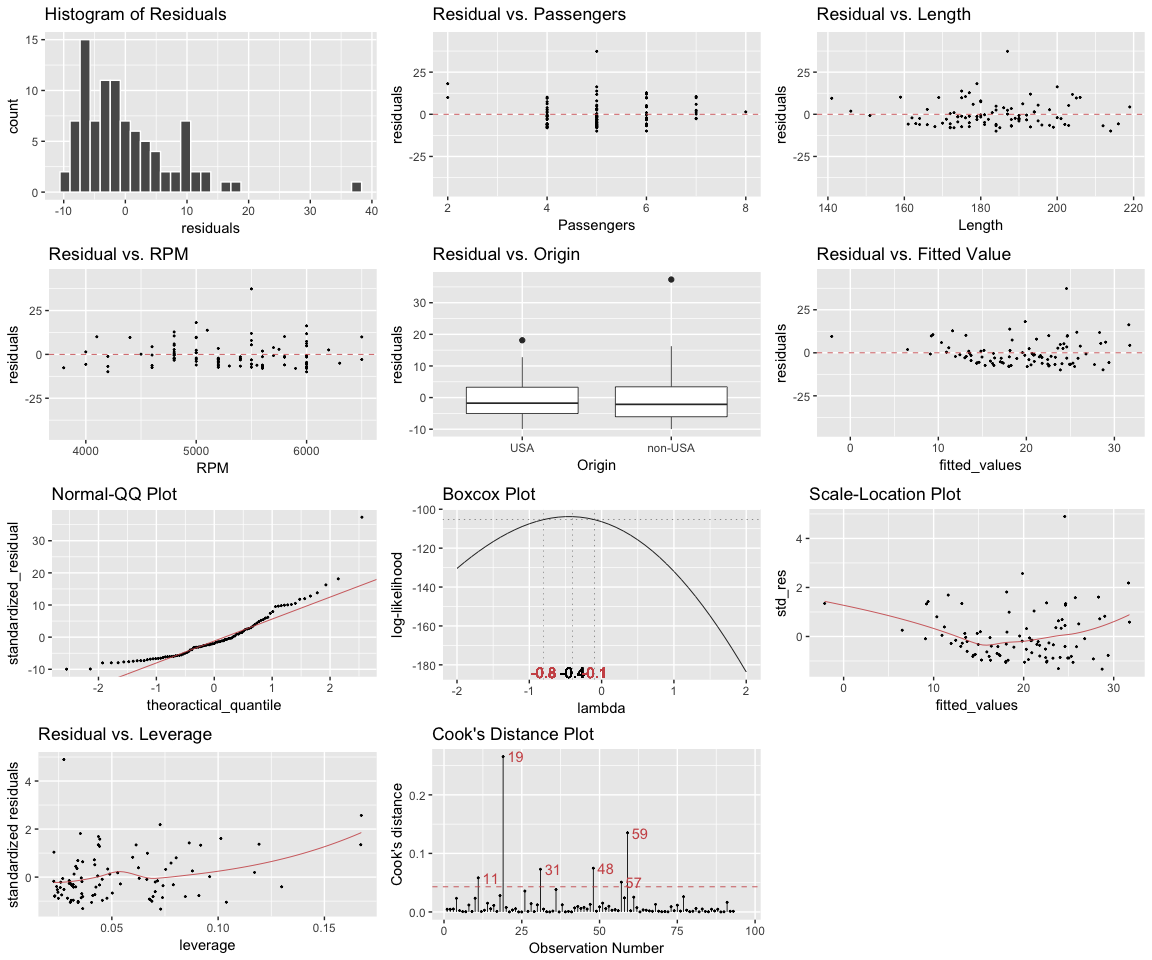 Histogram of Residuals
15
10
5
0
count
-10 0 10 20 30 40
residuals
Residual vs. Passengers
25
0
-25
residuals
2 4 6 8
Passengers
Residual vs. Length
25
0
-25
residuals
140 160 180 200 220
Length
Residual vs. RPM
25
0
-25
residuals
4000 5000 6000
RPM
Residual vs. Origin
30
20
10
0
-10
residuals
USA non-USA
Origin
Residual vs. Fitted Value
25
0
-25
residuals
0 10 20 30
fitted_values
Normal-QQ Plot
30
20
10
0
-10
standardized_residual
-2 -1 0 1 2
theoractical_quantile
Boxcox Plot
-100
-120
-140
-160
-180
log-likelihood
-0.8 -0.4 -0.1
-2 -1 0 1 2
lambda
Scale-Location Plot
4
2
0
std_res
0 10 20 30
fitted_values
Residual vs. Leverage
4
2
0
standardized residuals
0.05 0.10 0.15
leverage
Cook's Distance Plot
0.2
0.1
0.0
Cook's distance
19
59
31
48
11
57
0 25 50 75 100
Observation Number